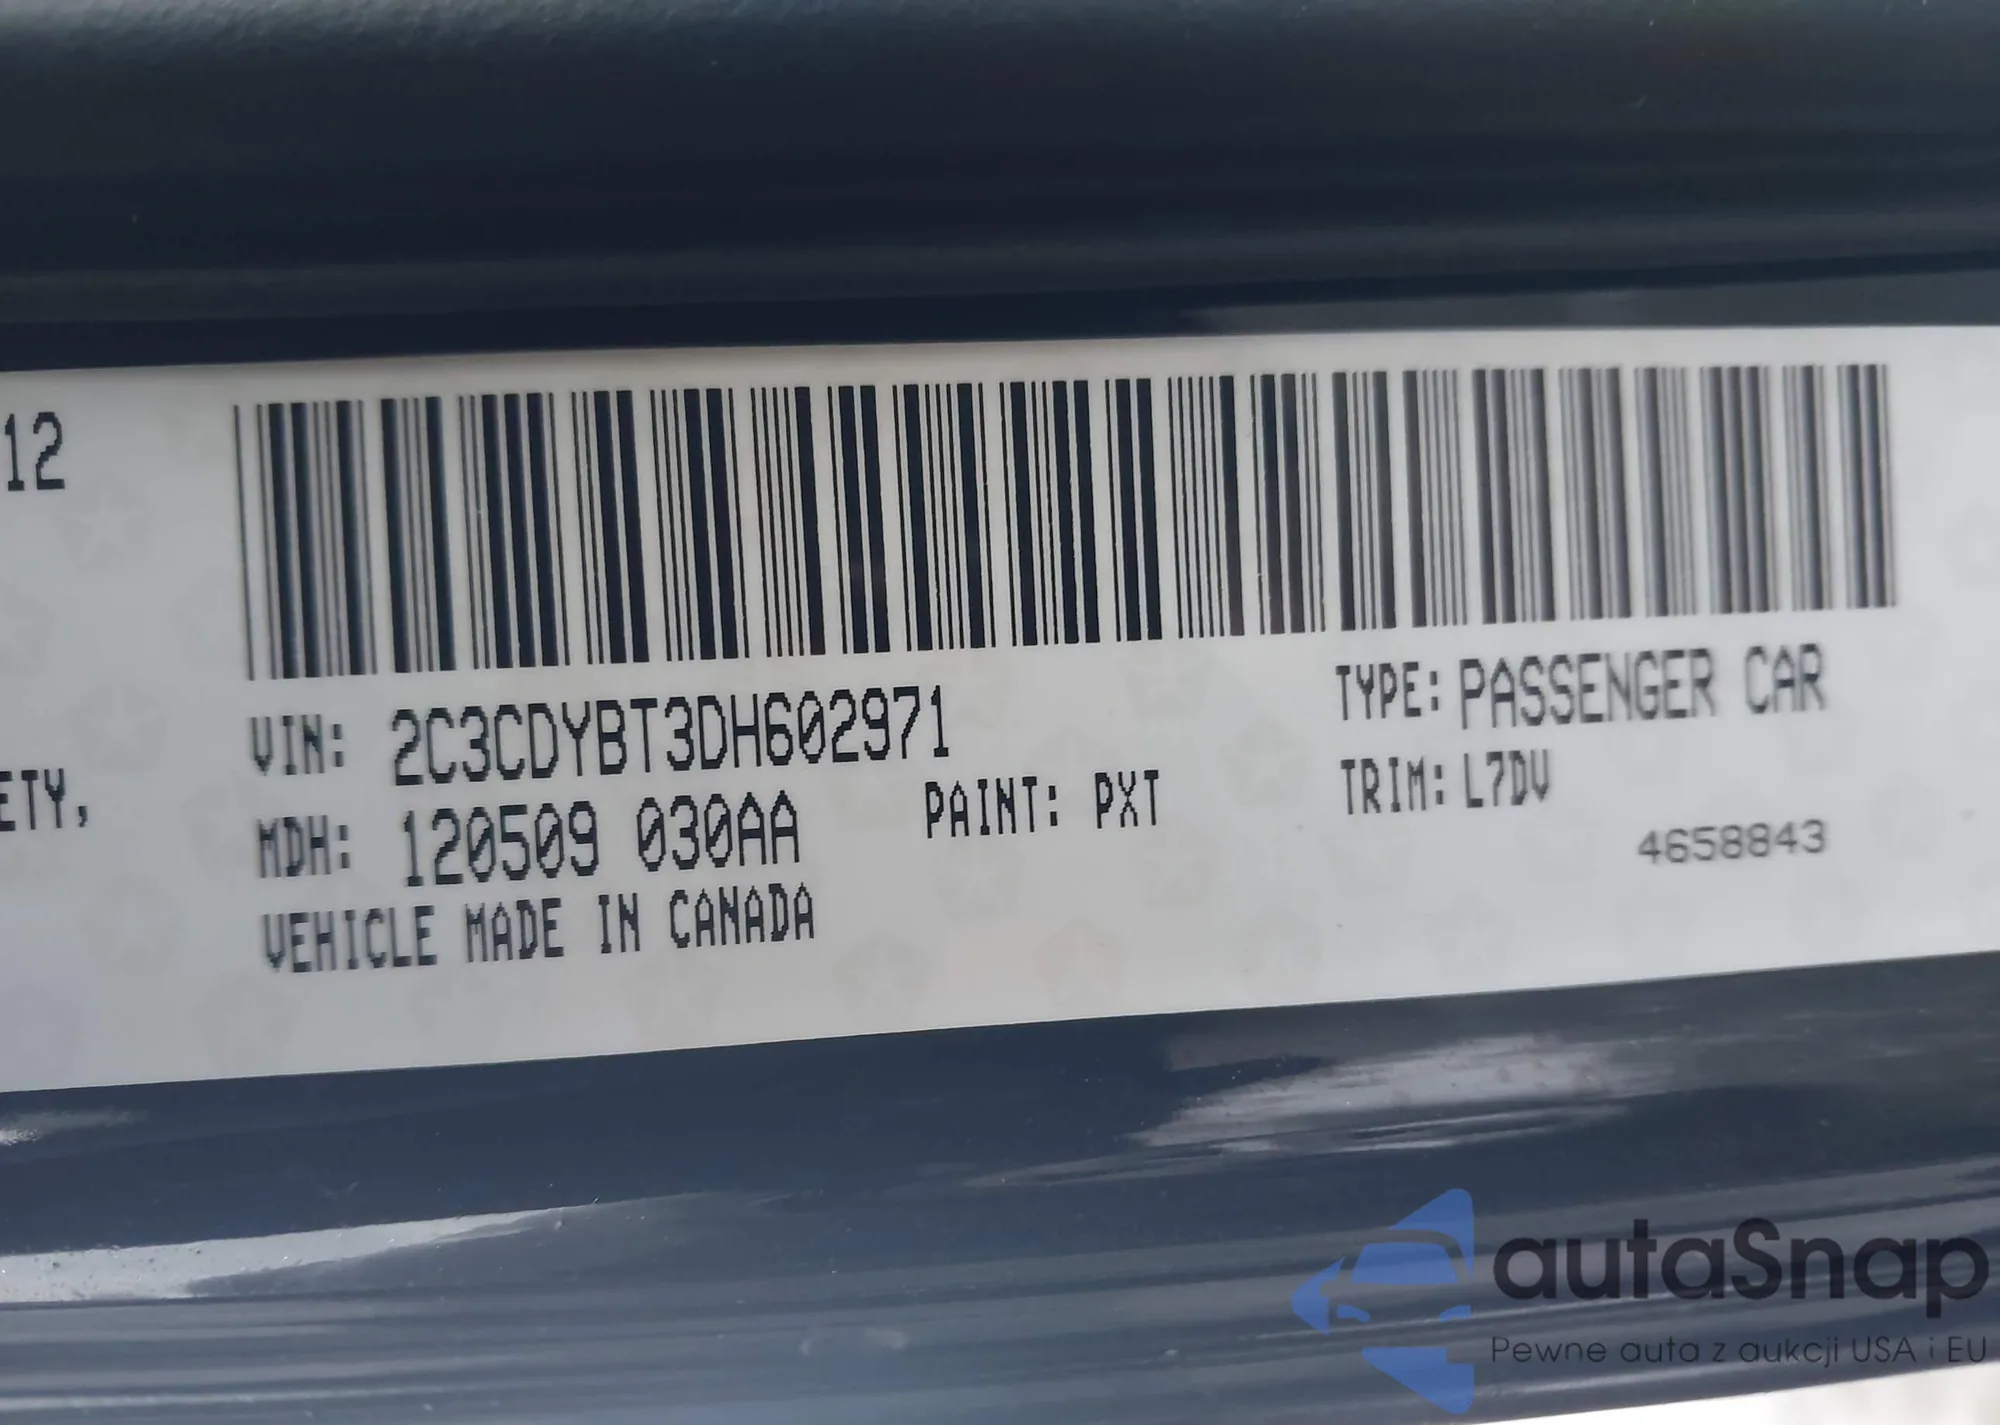 12
ETY,
VIN: 2C3CDYBT3DH602971
TYPE: PASSENGER CAR
MDH: 120509 030AA
PAINT: PXT
TRIM: L7DV
VEHICLE MADE IN CANADA
4658843
autaSnap
Pewne auta z aukcji USA i EU